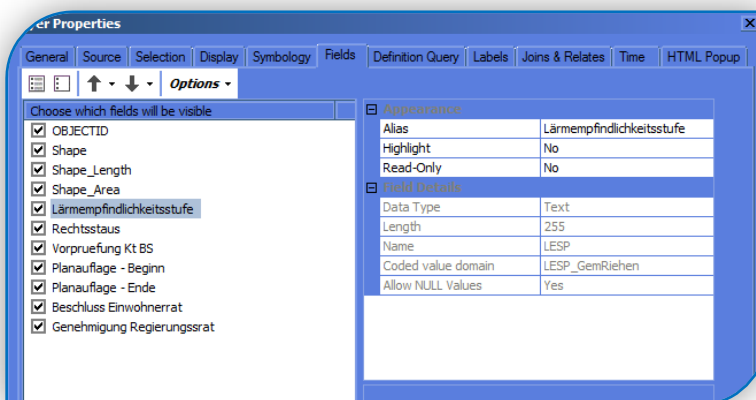 yer Properties
General Source Selection Display Symbology Fields Definition Query Labels Joins & Relates Time HTML Popup
Options
Choose which fields will be visible
OBJECTID
Shape
Shape_Length
Shape_Area
Lärmempfindlichkeitsstufe
Rechtsstaus
Vorpruefung Kt BS
Planauflage - Beginn
Planauflage - Ende
Beschluss Einwohnerrat
Genehmigung Regierungssrat
Appearance
Alias Lärmempfindlichkeitsstufe
Highlight No
Read-Only No
Field Details
Data Type Text
Length 255
Name LESP
Coded value domain LESP_GemRiehen
Allow NULL Values Yes